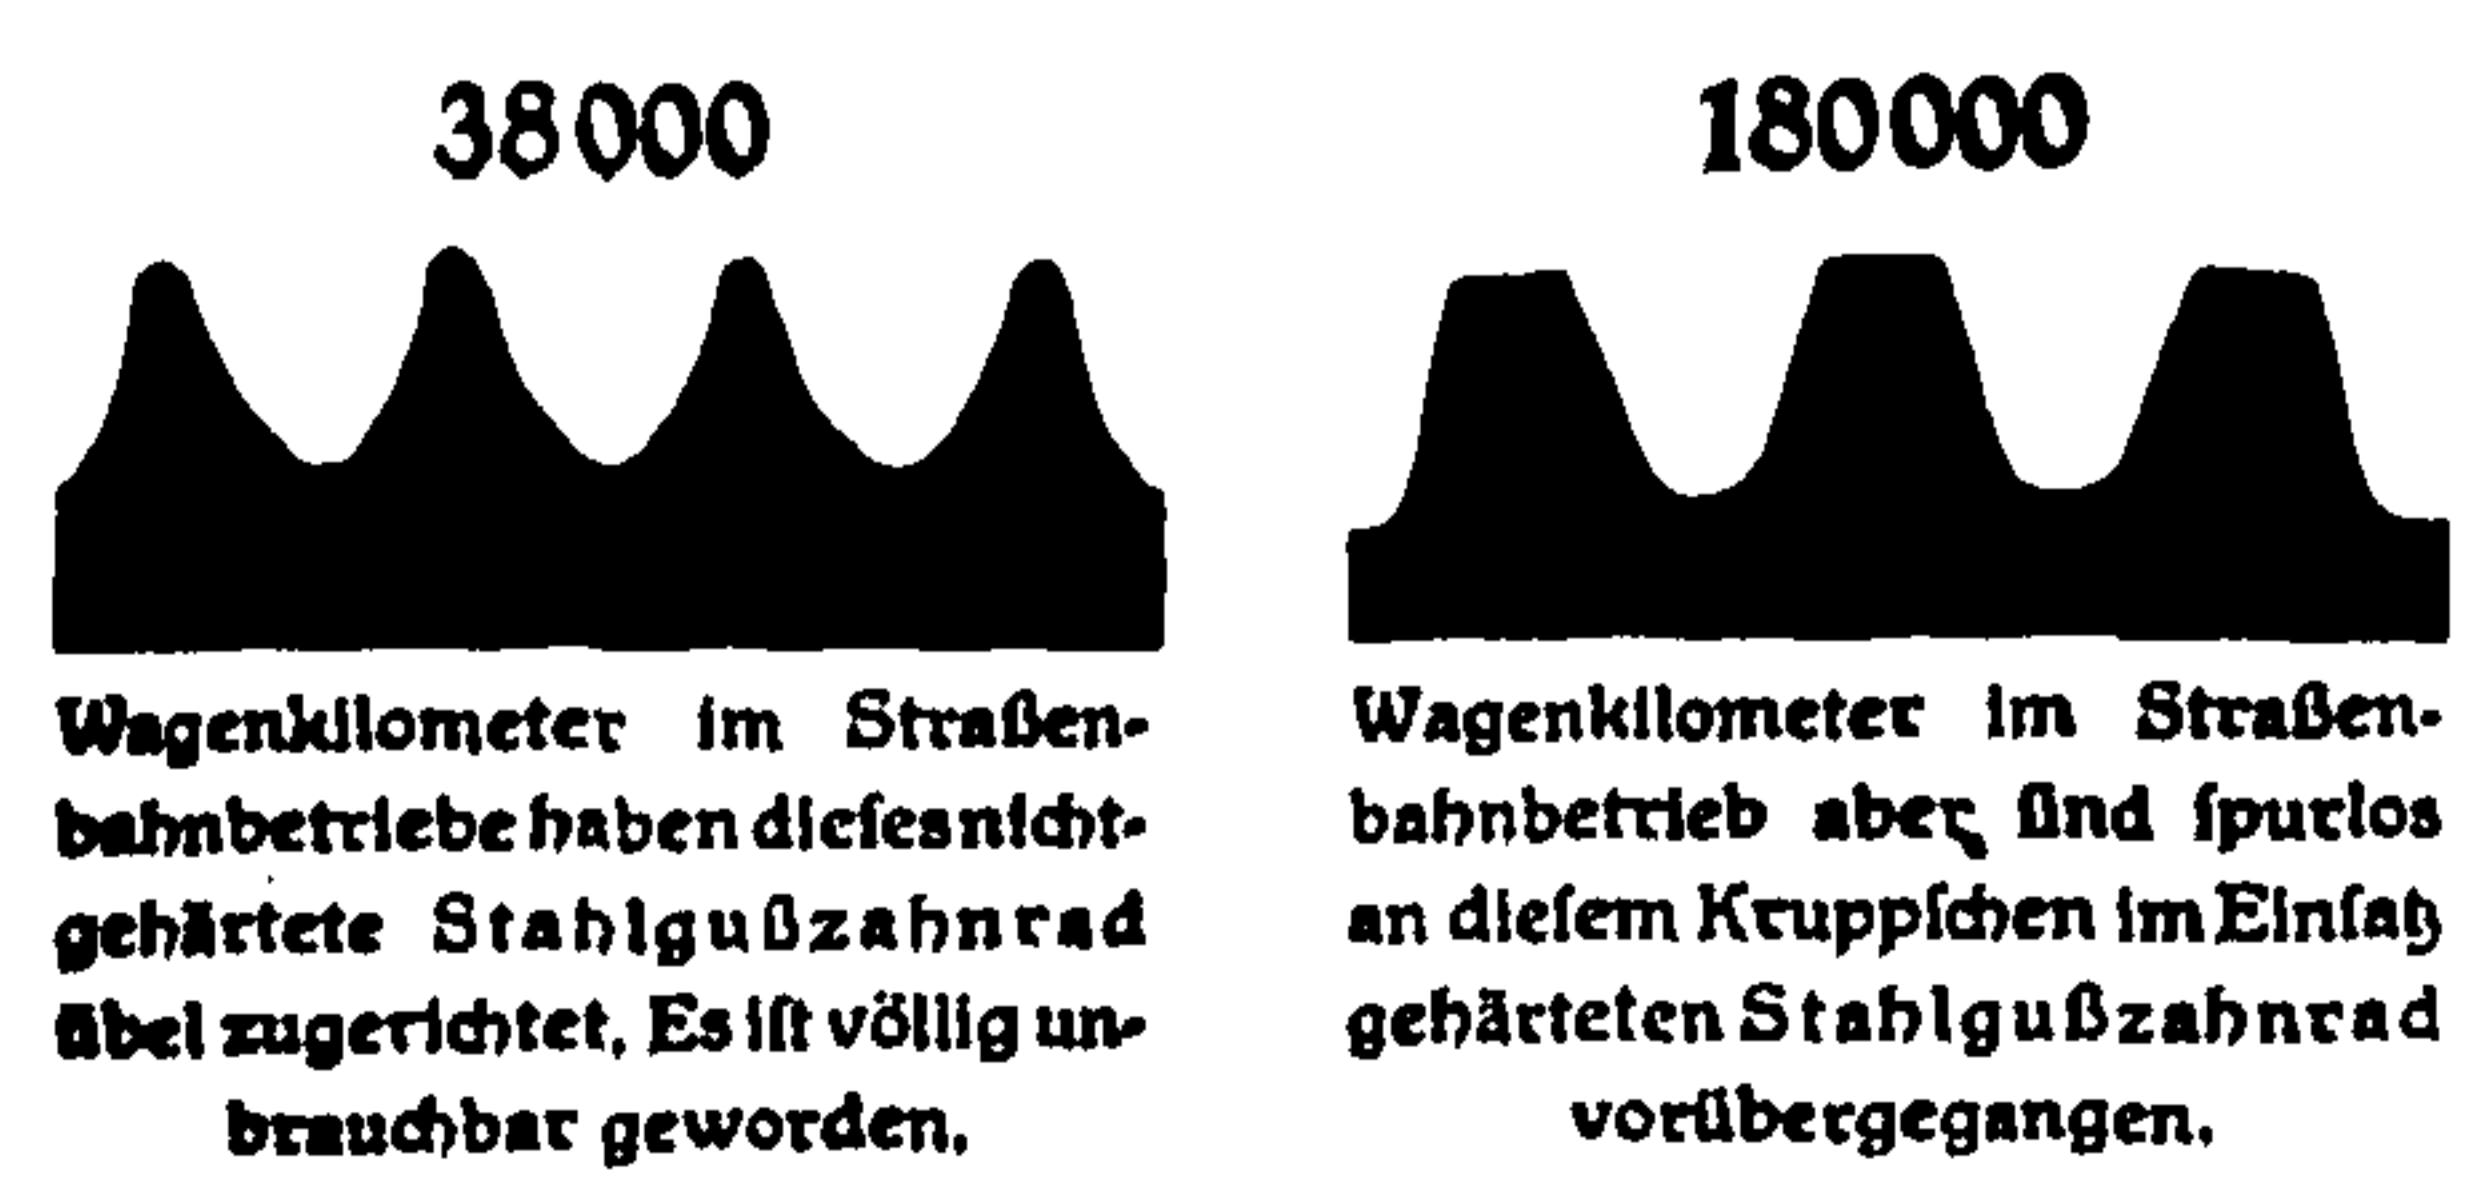 38000
Wagenkilometer im Straßen-
bahnbetriebe haben dieſes nicht-
gehärtete Stahlgußzahnrad
übel zugerichtet. Es iſt völlig un-
brauchbar geworden.
180000
Wagenkilometer im Straßen-
bahnbetrieb aber ſind ſpurlos
an dieſem Kruppſchen im Einſatz
gehärteten Stahlgußzahnrad
vorübergegangen.